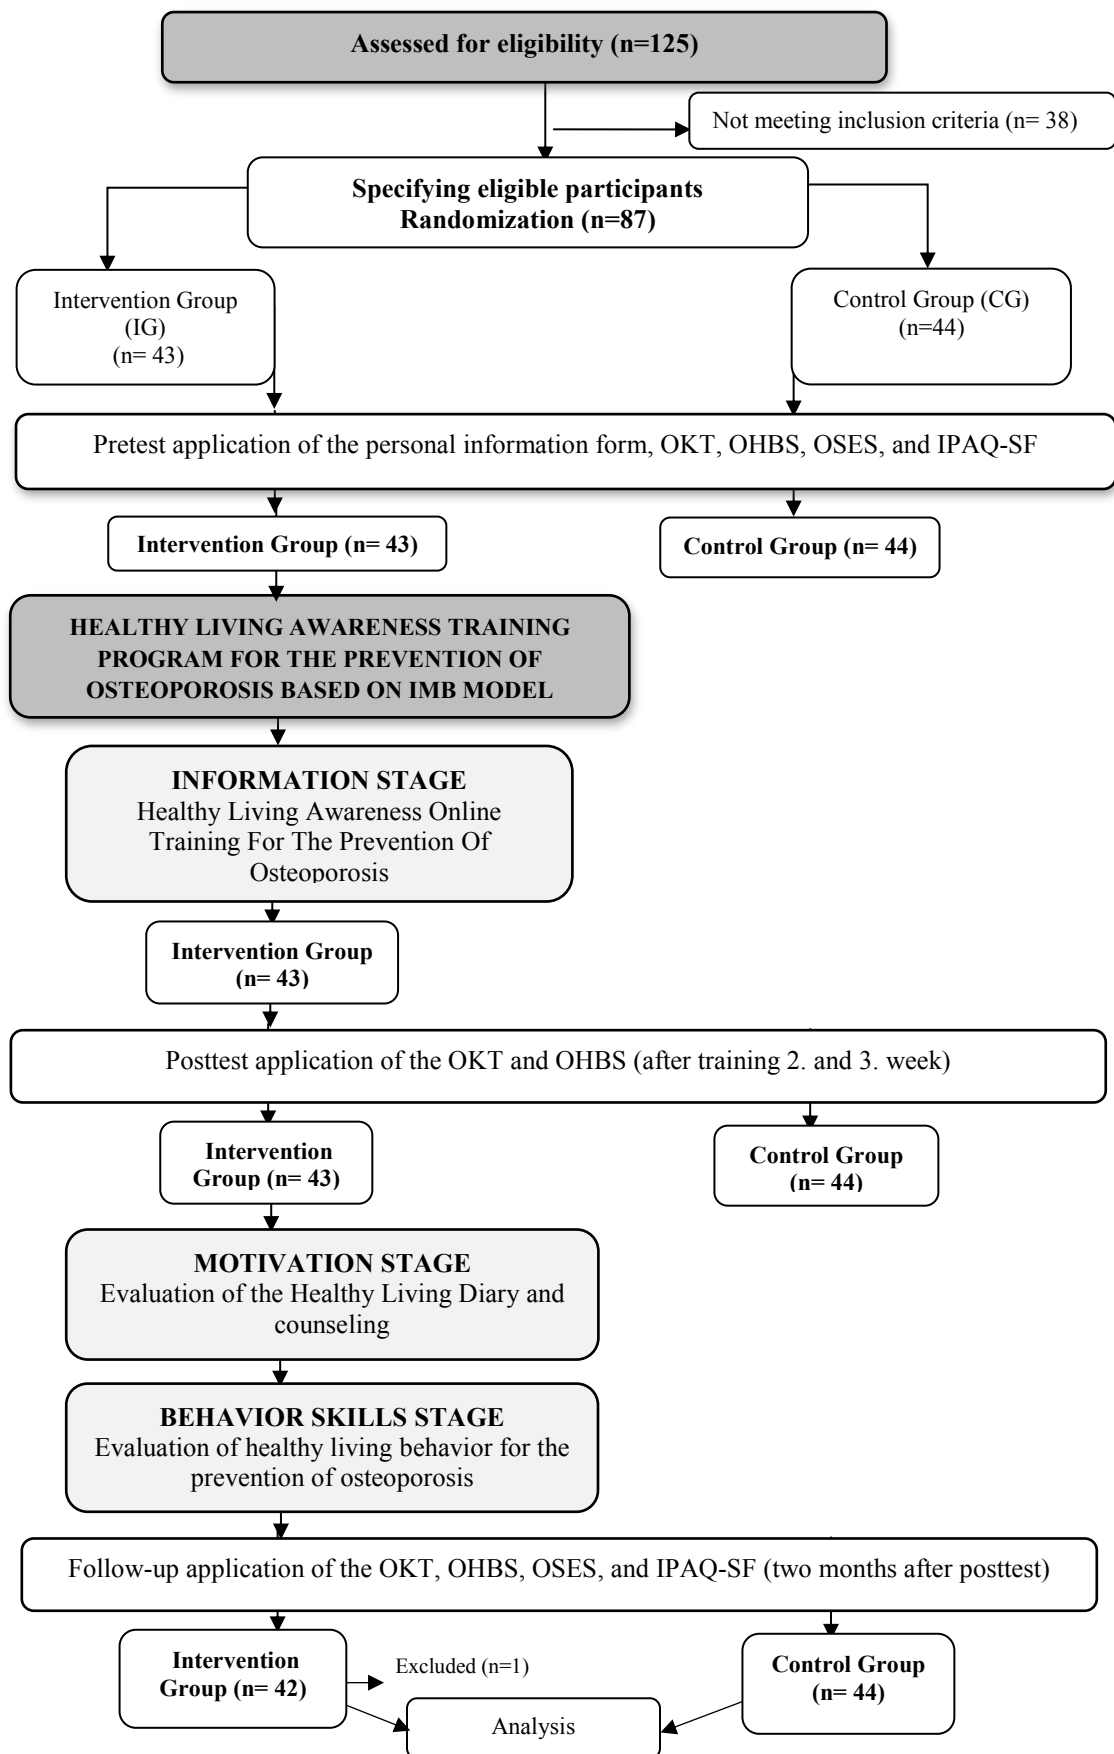 Assessed for eligibility (n=125)
Not meeting inclusion criteria (n= 38)
Specifying eligible participants
Randomization (n=87)
Intervention Group
(IG)
(n= 43)
Control Group (CG)
(n=44)
Pretest application of the personal information form, OKT, OHBS, OSES, and IPAQ-SF
Intervention Group (n= 43)
Control Group (n= 44)
HEALTHY LIVING AWARENESS TRAINING
PROGRAM FOR THE PREVENTION OF
OSTEOPOROSIS BASED ON IMB MODEL
INFORMATION STAGE
Healthy Living Awareness Online
Training For The Prevention Of
Osteoporosis
Intervention Group
(n= 43)
Posttest application of the OKT and OHBS (after training 2. and 3. week)
Intervention
Group (n= 43)
Control Group
(n= 44)
MOTIVATION STAGE
Evaluation of the Healthy Living Diary and
counseling
BEHAVIOR SKILLS STAGE
Evaluation of healthy living behavior for the
prevention of osteoporosis
Follow-up application of the OKT, OHBS, OSES, and IPAQ-SF (two months after posttest)
Intervention
Group (n= 42)
Excluded (n=1)
Control Group
(n= 44)
Analysis